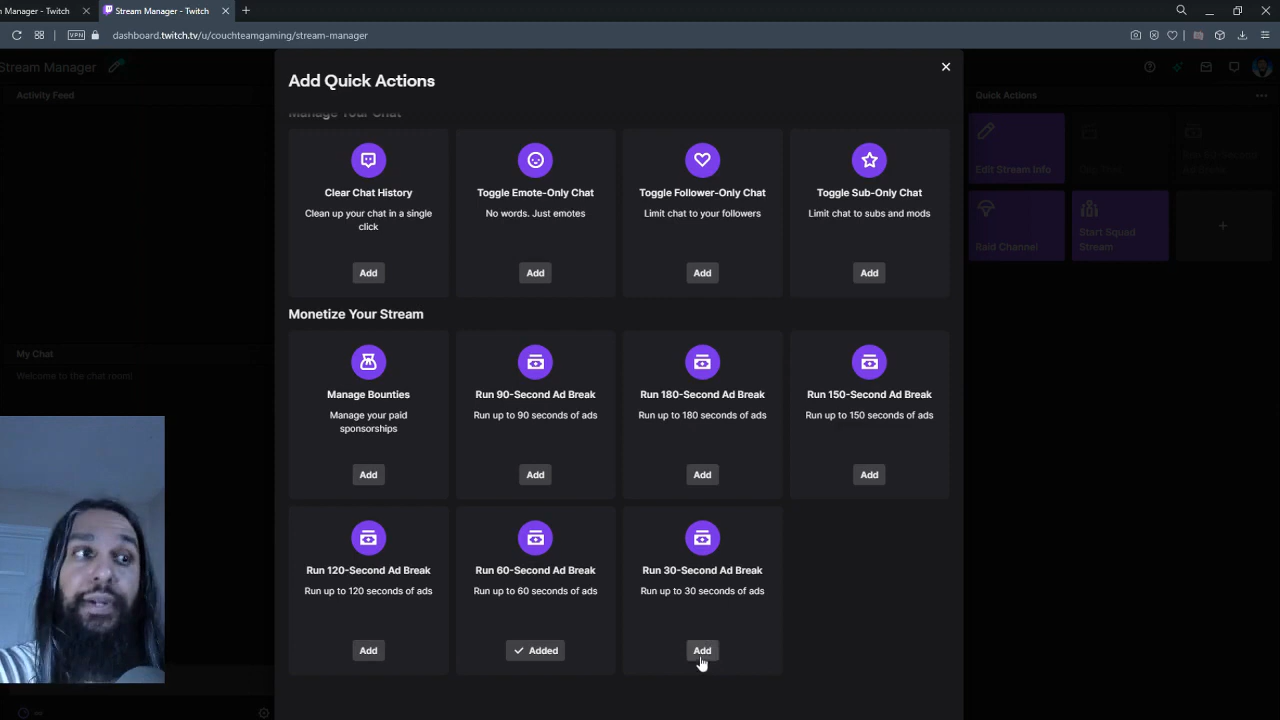 n Manager - Twitch
Stream Manager - Twitch
VPN
dashboard.twitch.tv/u/couchteamgaming/stream-manager
Stream Manager
Activity Feed
My Chat
Welcome to the chat room!
Add Quick Actions
Manage Your Chat
Clear Chat History
Clean up your chat in a single
click
Add
Toggle Emote-Only Chat
No words. Just emotes
Add
Toggle Follower-Only Chat
Limit chat to your followers
Add
Toggle Sub-Only Chat
Limit chat to subs and mods
Add
Monetize Your Stream
Manage Bounties
Manage your paid
sponsorships
Add
Run 90-Second Ad Break
Run up to 90 seconds of ads
Add
Run 180-Second Ad Break
Run up to 180 seconds of ads
Add
Run 150-Second Ad Break
Run up to 150 seconds of ads
Add
Run 120-Second Ad Break
Run up to 120 seconds of ads
Add
Run 60-Second Ad Break
Run up to 60 seconds of ads
Added
Run 30-Second Ad Break
Run up to 30 seconds of ads
Add
Quick Actions
Edit Stream Info
Raid Channel
Start Squad
Stream